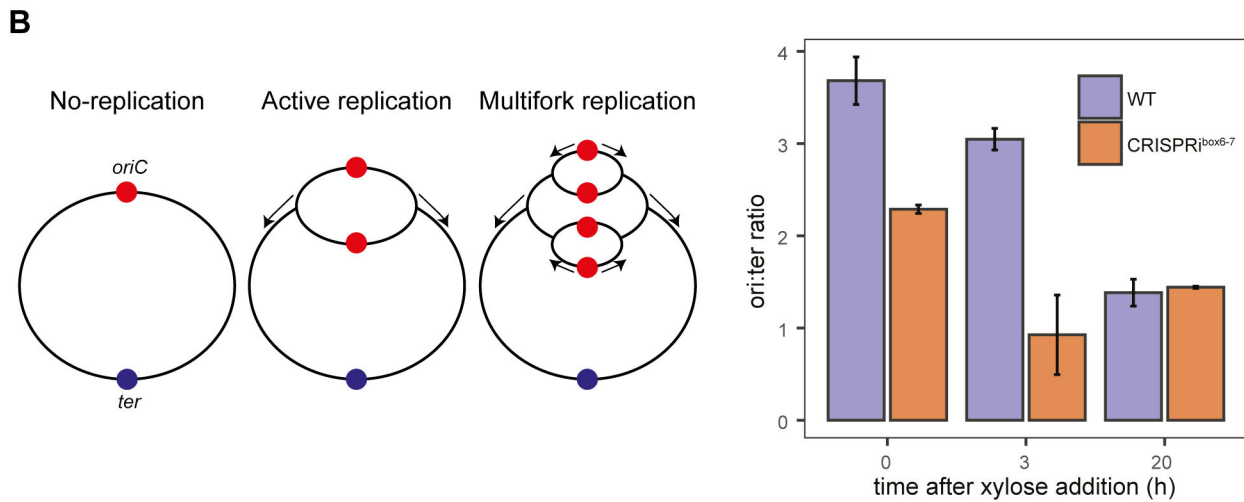 B
No-replication
Active replication
Multifork replication
oriC
ter
ori:ter ratio
4
3
2
1
0
WT
CRISPRi^box6-7
0 3 20
time after xylose addition (h)